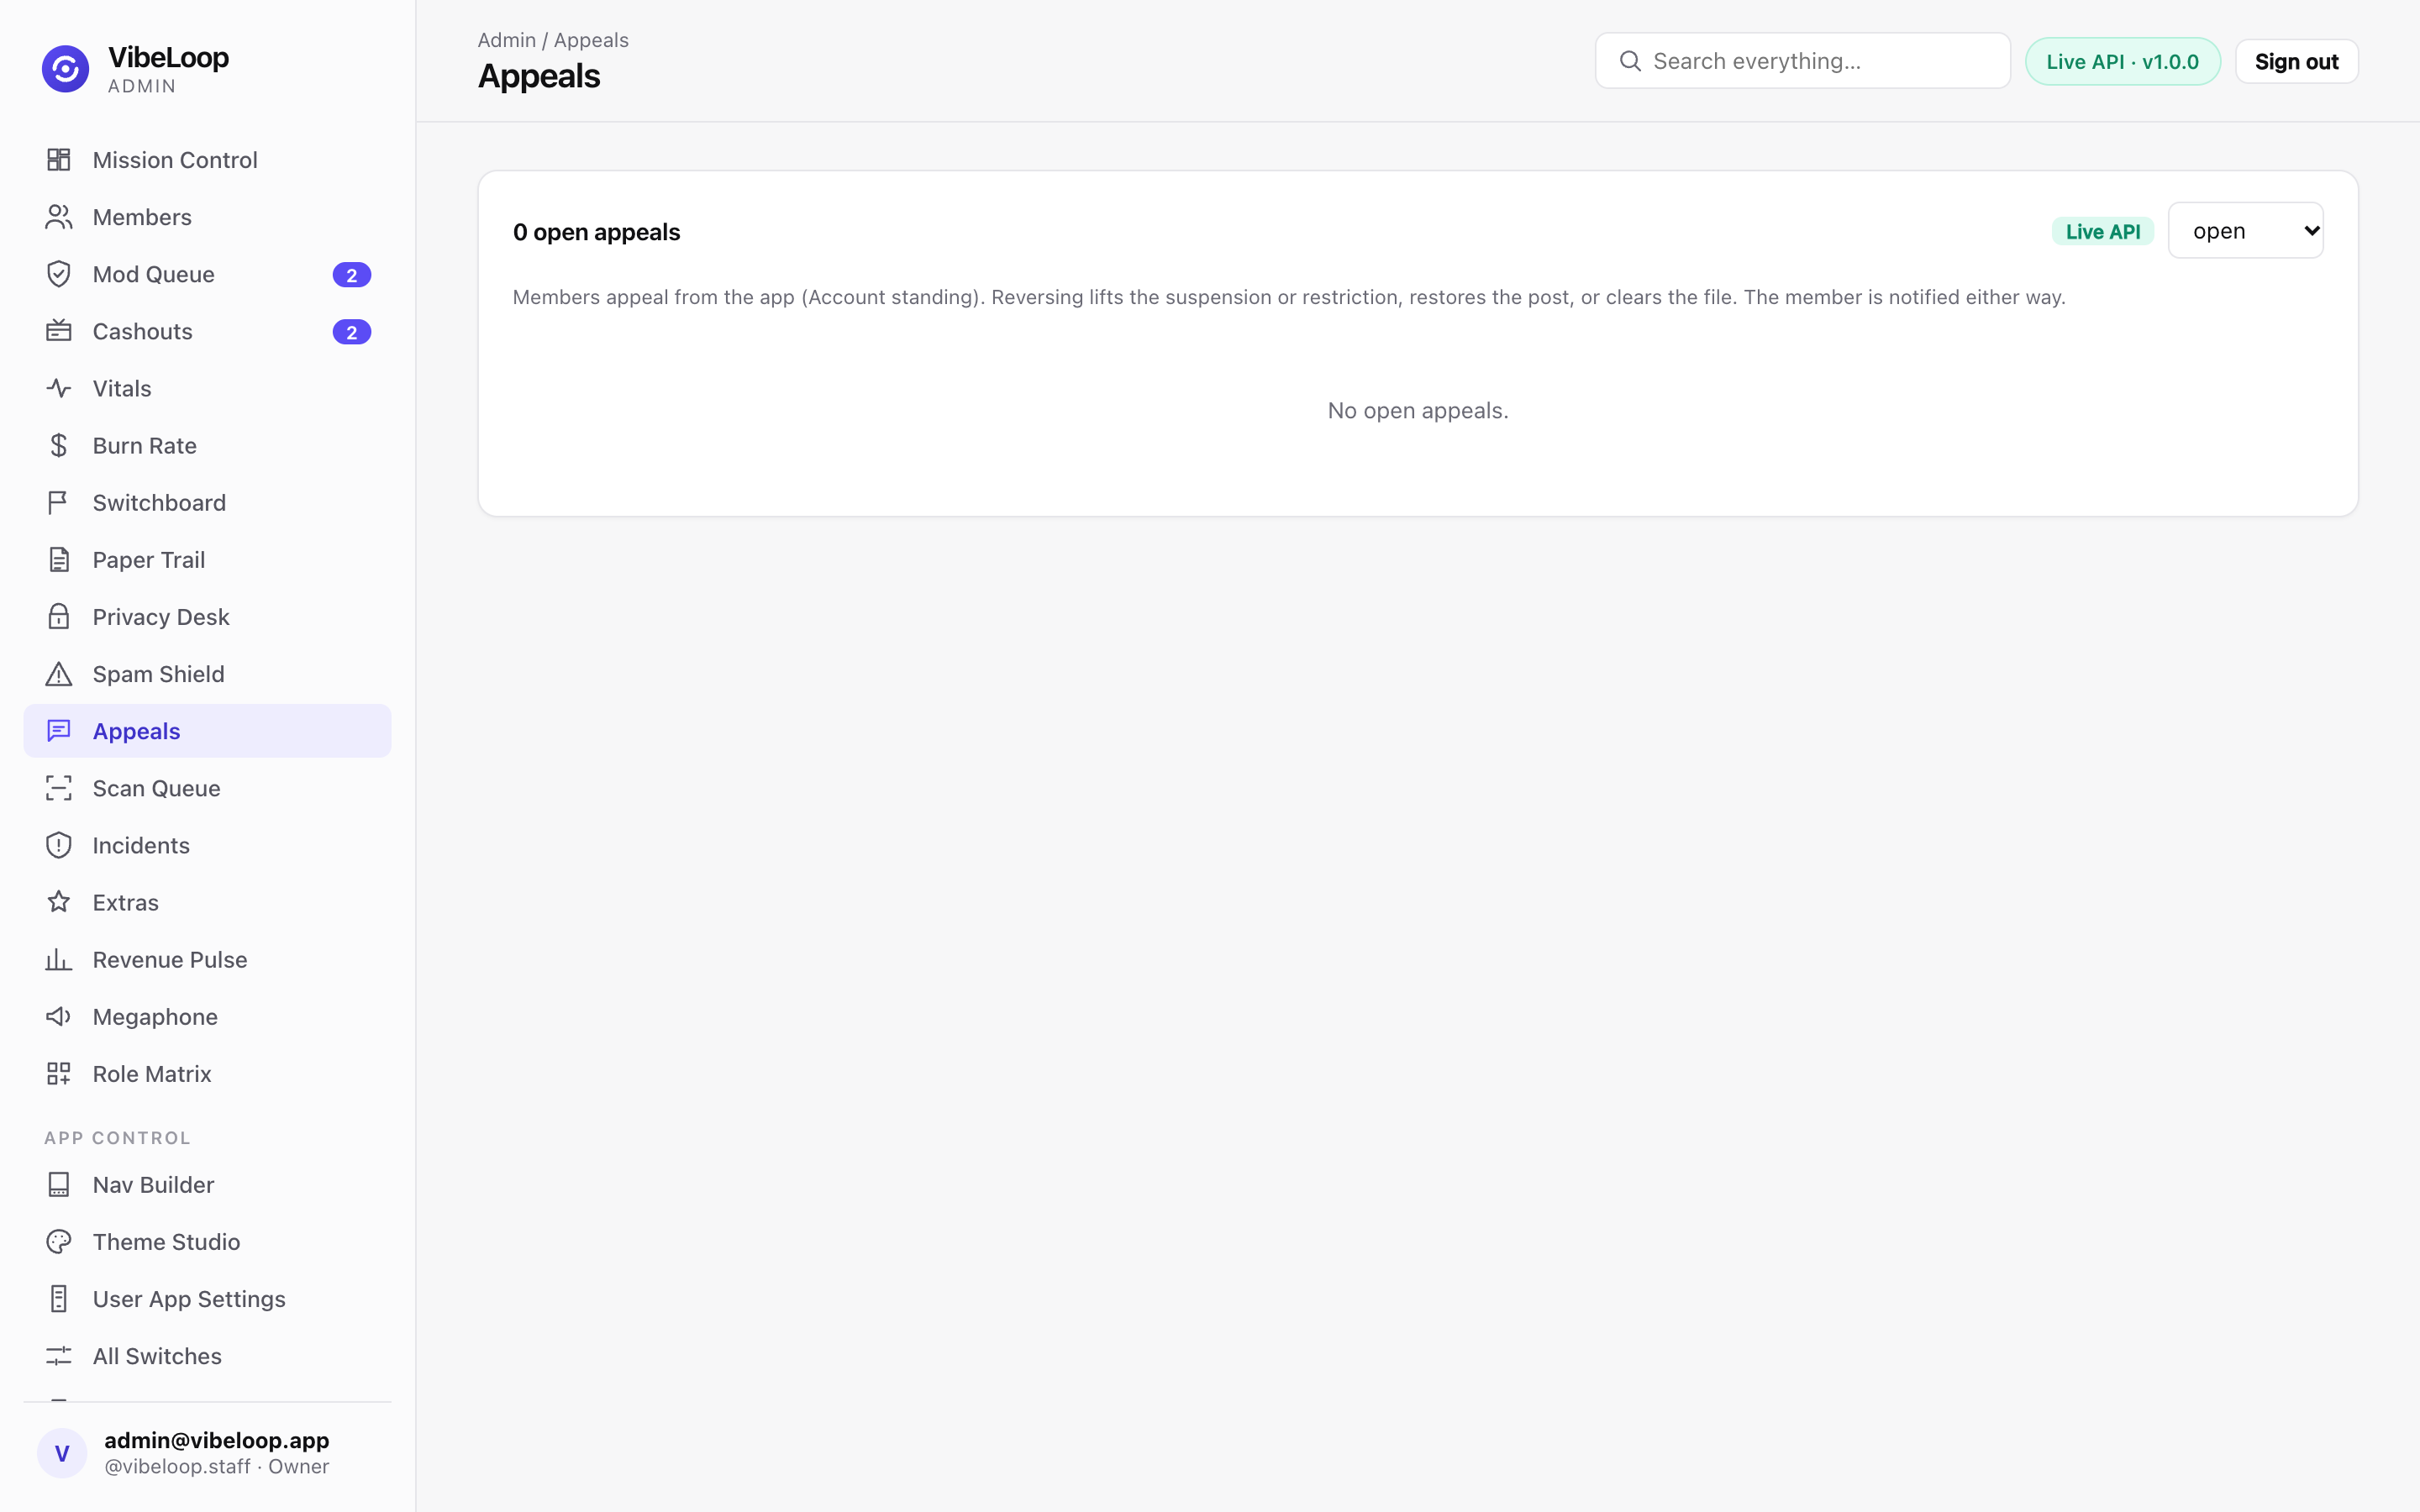 VibeLoop
ADMIN
Mission Control
Members
Mod Queue 2
Cashouts 2
Vitals
Burn Rate
Switchboard
Paper Trail
Privacy Desk
Spam Shield
Appeals
Scan Queue
Incidents
Extras
Revenue Pulse
Megaphone
Role Matrix
APP CONTROL
Nav Builder
Theme Studio
User App Settings
All Switches
V
admin@vibeloop.app
@vibeloop.staff · Owner
Admin / Appeals
Appeals
Search everything...
Live API · v1.0.0
Sign out
0 open appeals
Live API
open
Members appeal from the app (Account standing). Reversing lifts the suspension or restriction, restores the post, or clears the file. The member is notified either way.
No open appeals.